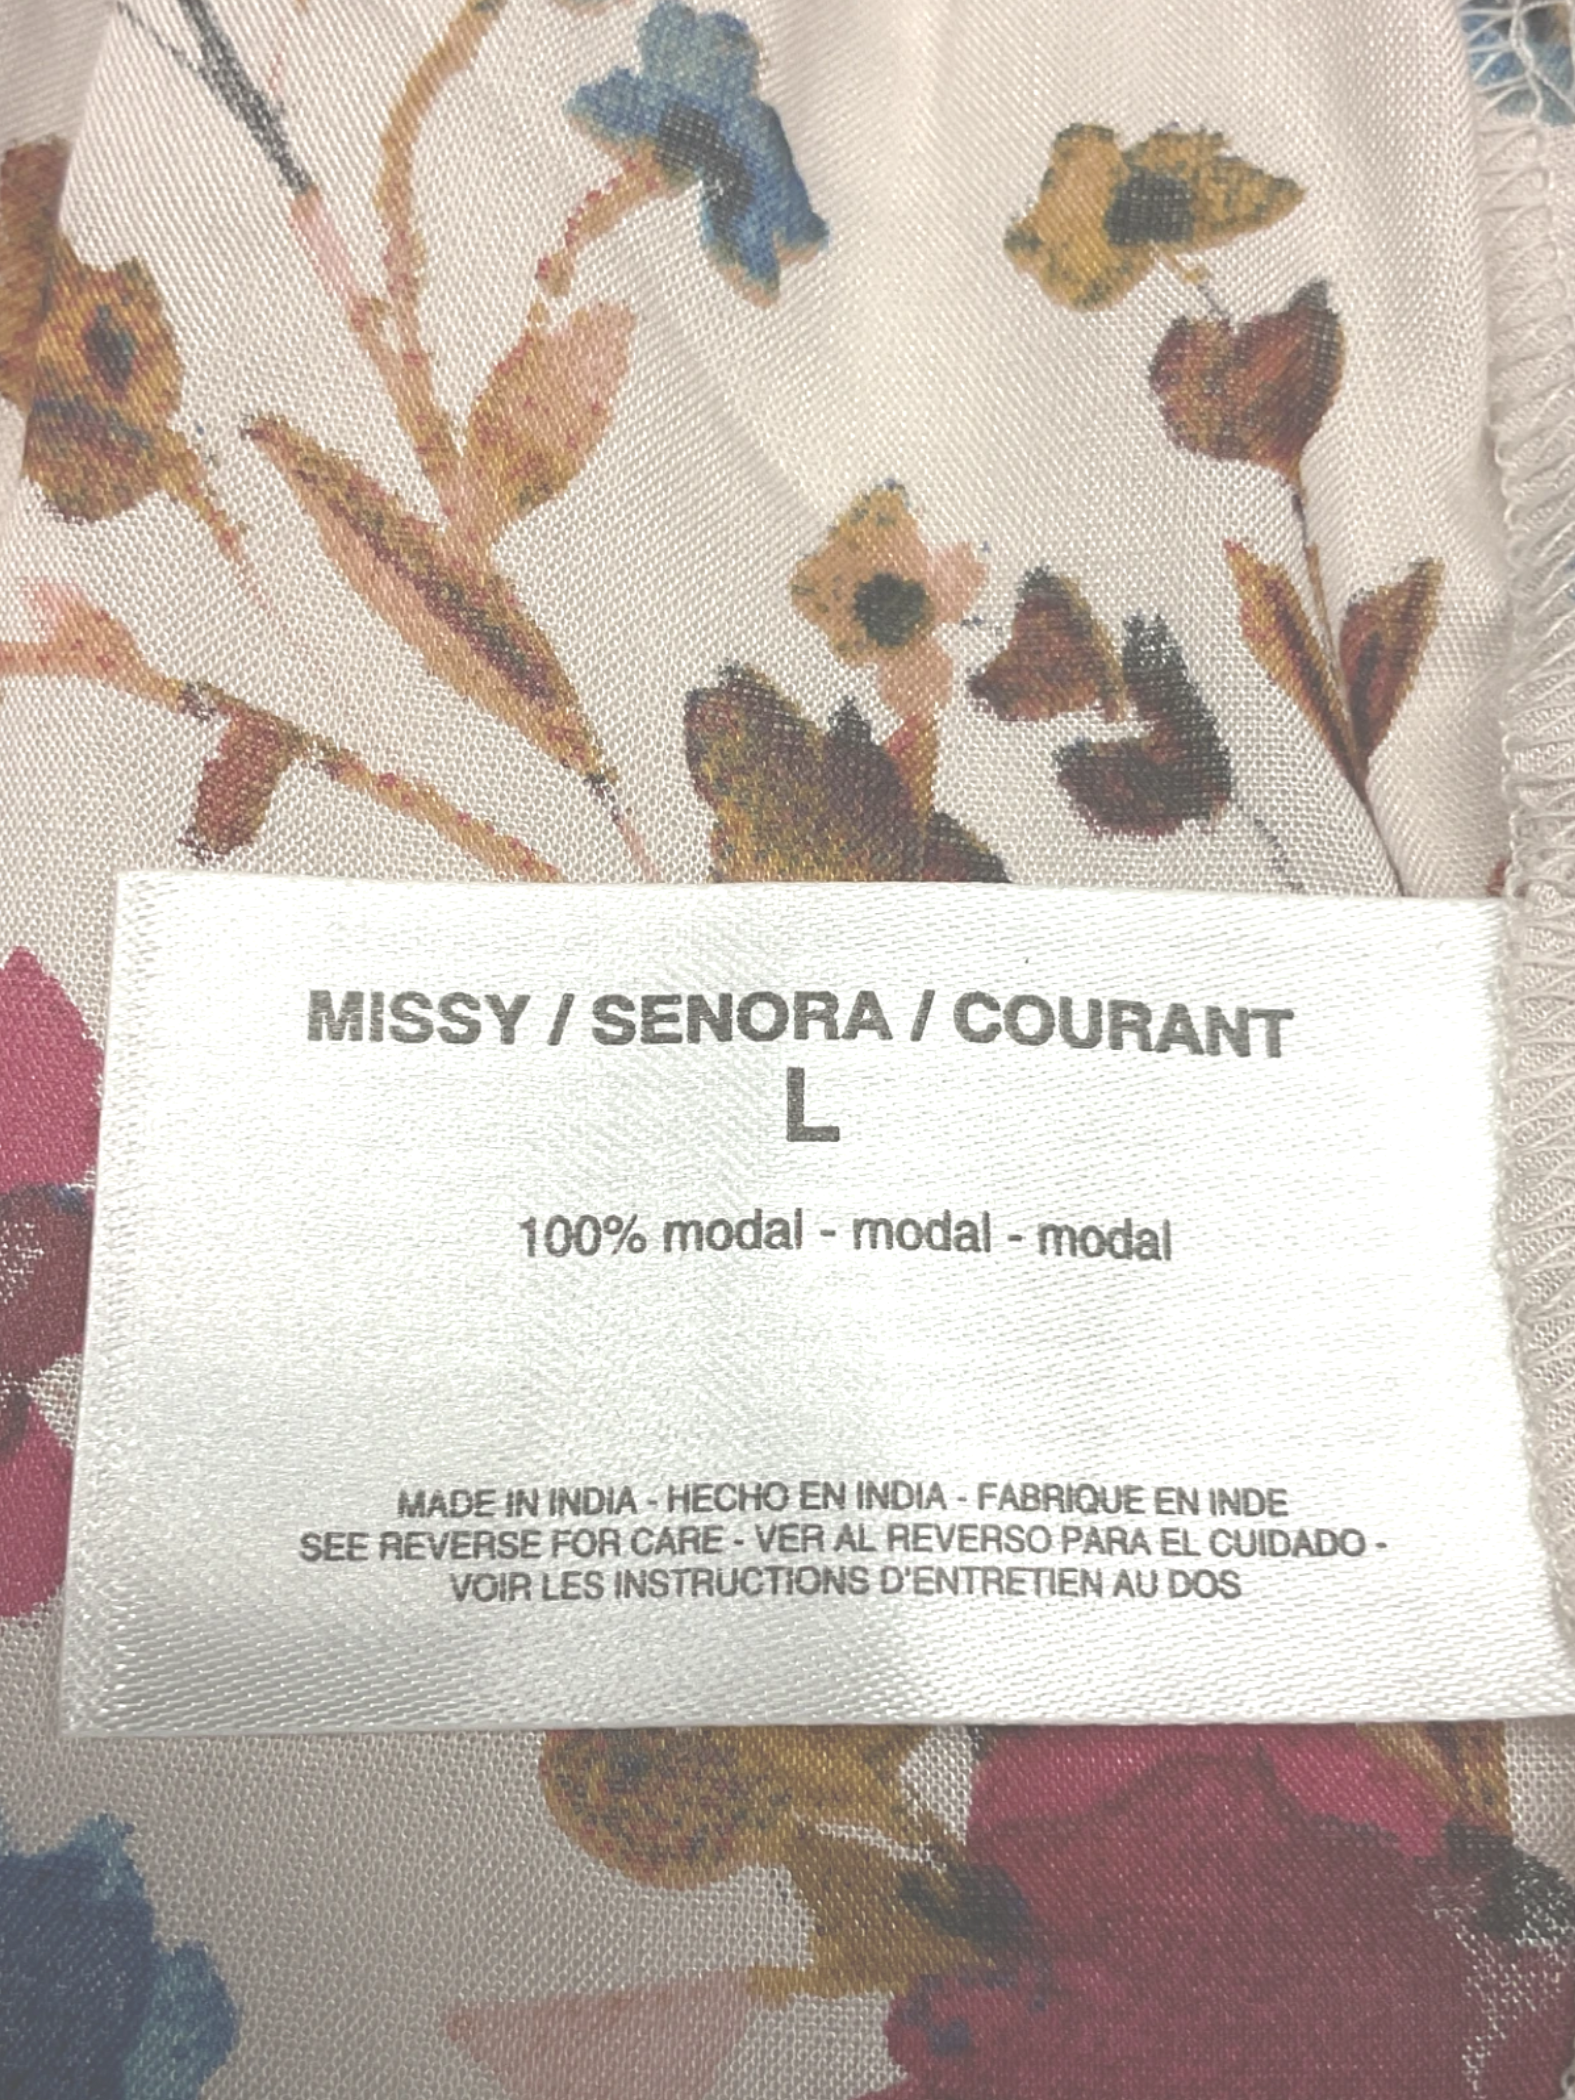 MISSY / SENORA / COURANT
L
100% modal - modal - modal
MADE IN INDIA - HECHO EN INDIA - FABRIQUE EN INDE
SEE REVERSE FOR CARE - VER AL REVERSO PARA EL CUIDADO -
VOIR LES INSTRUCTIONS D'ENTRETIEN AU DOS